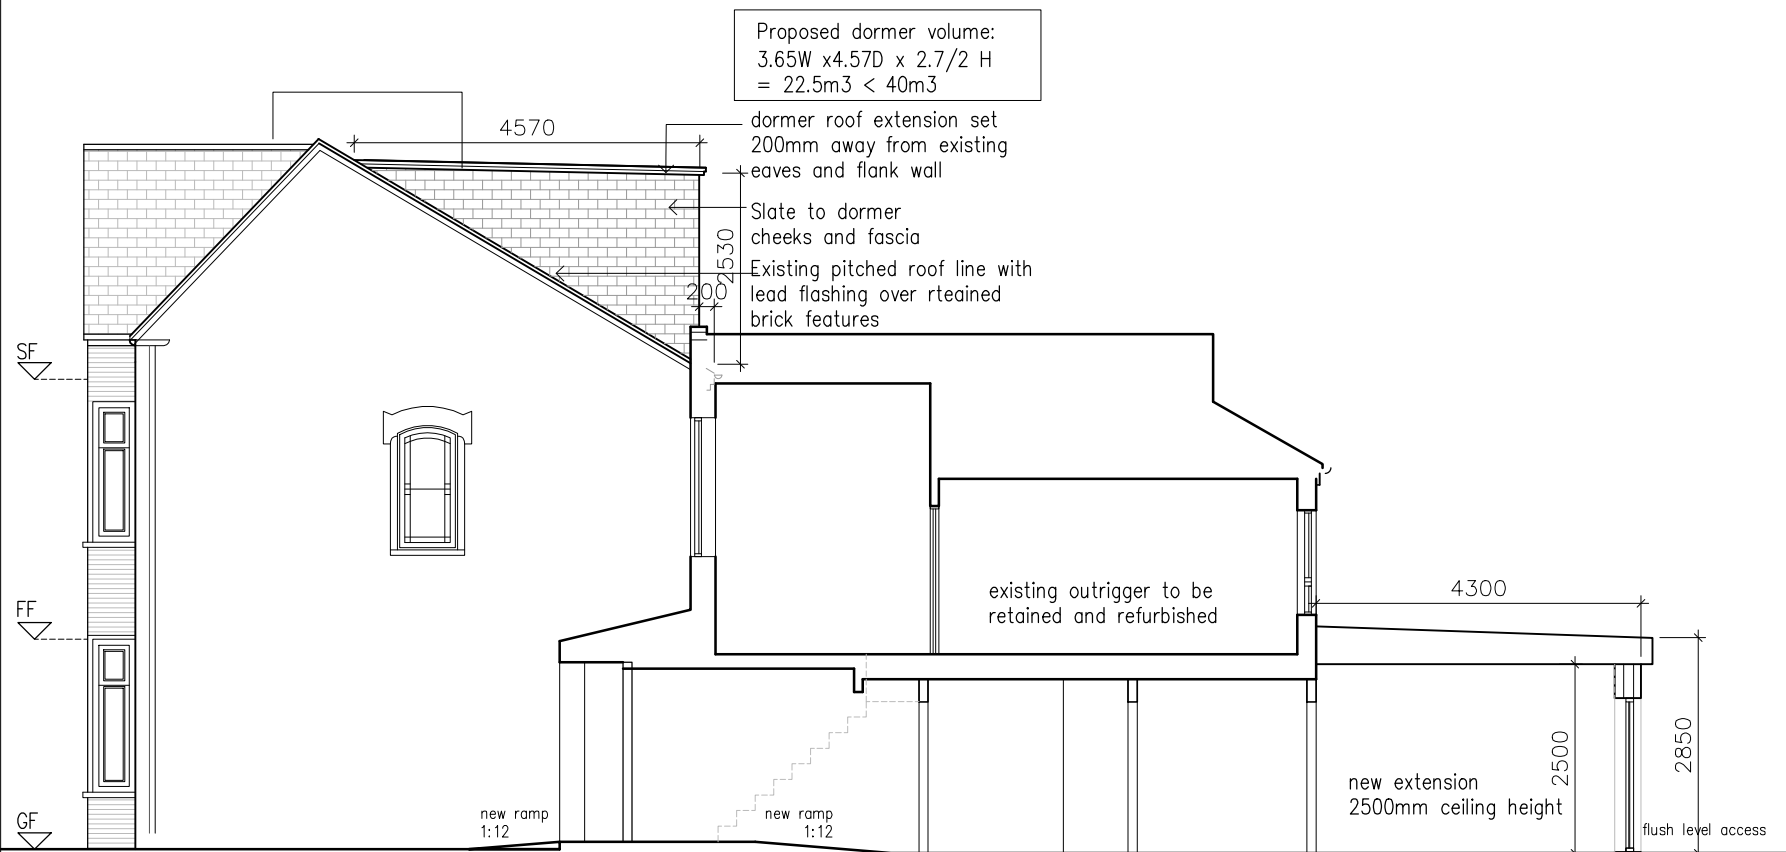 Proposed dormer volume:
3.65W x4.57D x 2.7/2 H
= 22.5m3 < 40m3
4570
dormer roof extension set
200mm away from existing
eaves and flank wall
Slate to dormer
cheeks and fascia
2530
Existing pitched roof line with
lead flashing over rteained
brick features
200
SF
FF
GF
existing outrigger to be
retained and refurbished
4300
2500
2850
new extension
2500mm ceiling height
new ramp
1:12
new ramp
1:12
flush level access